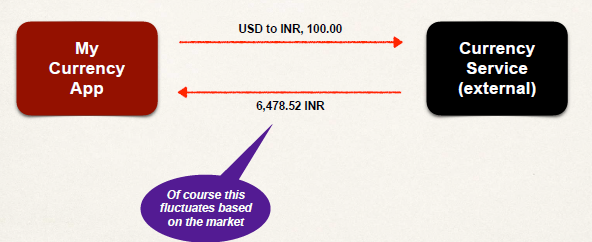 My
Currency
App
USD to INR, 100.00
6,478.52 INR
Currency
Service
(external)
Of course this
fluctuates based
on the market